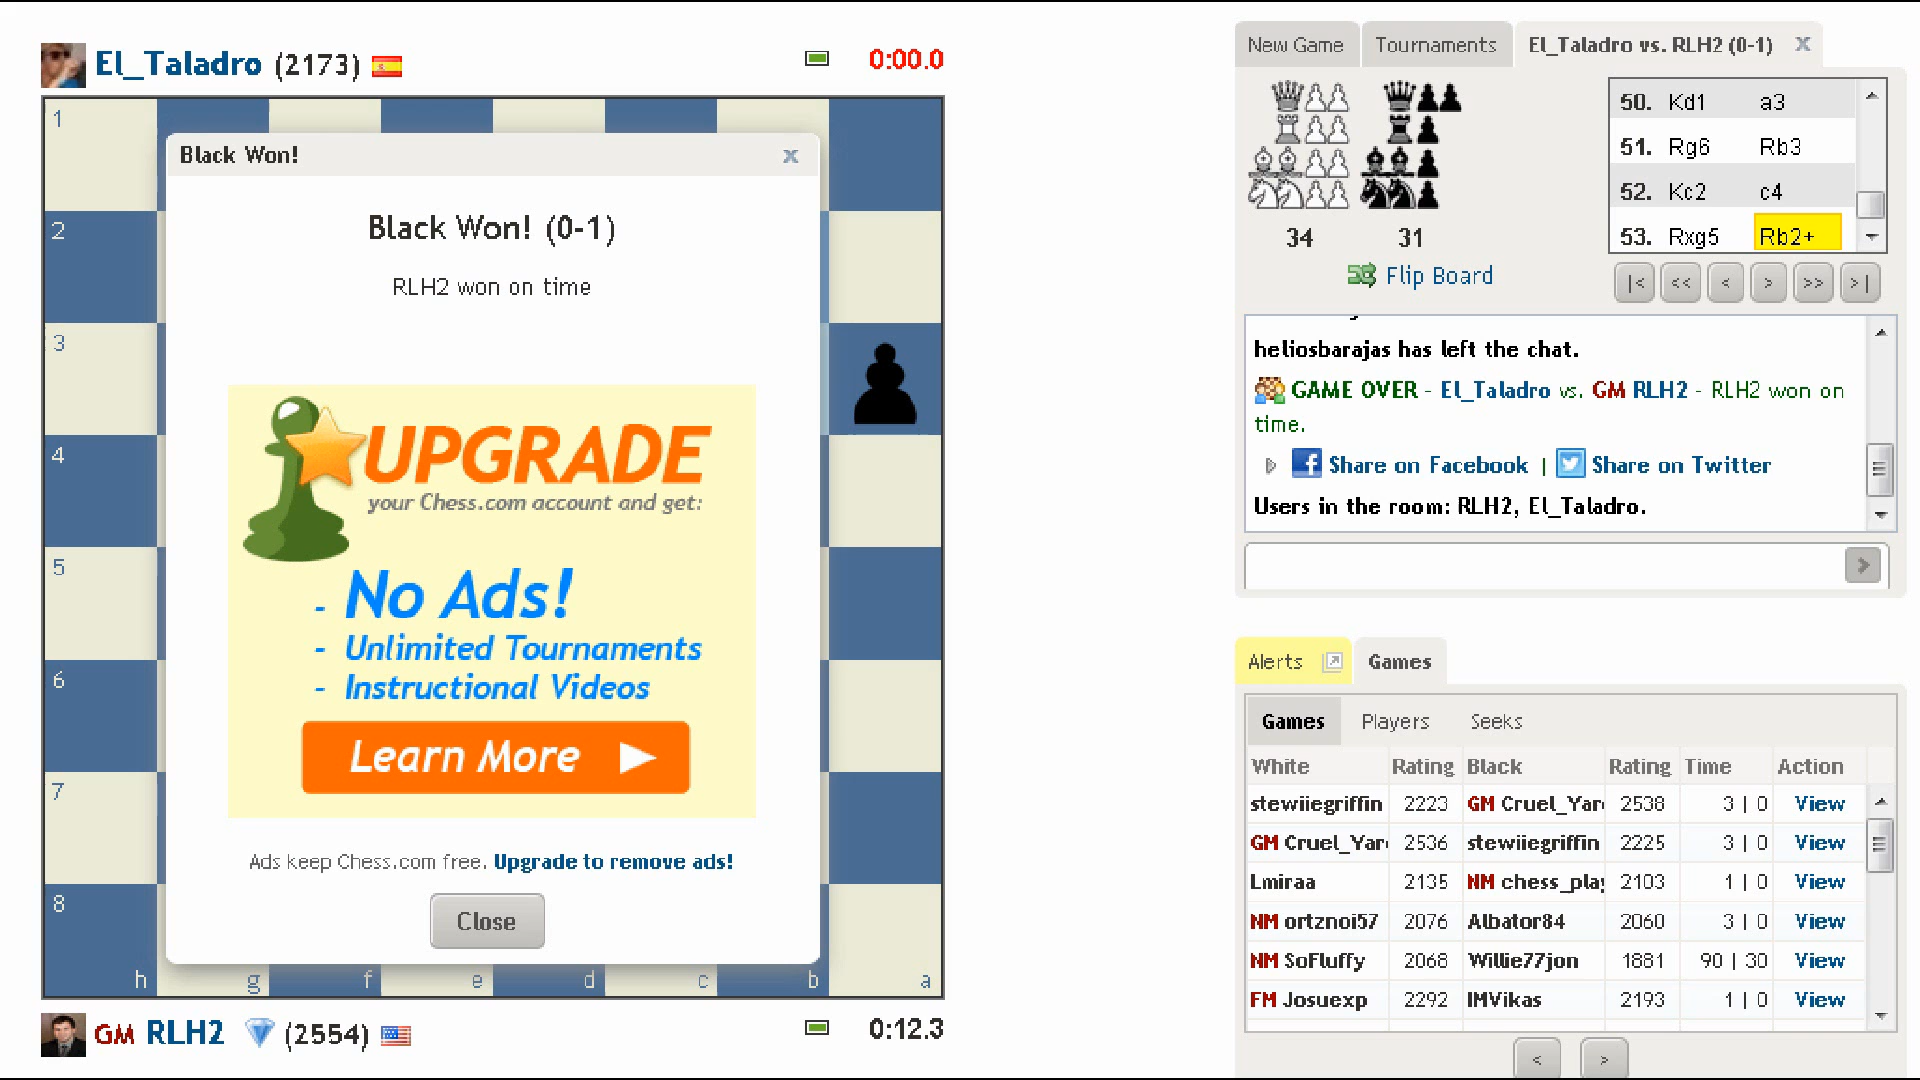 El_Taladro (2173)
0:00.0
1
2
3
4
5
6
7
8
h g f e d c b a
Black Won!
x
Black Won! (0-1)
RLH2 won on time
UPGRADE
your Chess.com account and get:
- No Ads!
- Unlimited Tournaments
- Instructional Videos
Learn More
Ads keep Chess.com free. Upgrade to remove ads!
Close
GM RLH2 (2554)
0:12.3
New Game Tournaments El_Taladro vs. RLH2 (0-1) x
34 31
Flip Board
50. Kd1 a3
51. Rg6 Rb3
52. Kc2 c4
53. Rxg5 Rb2+
|< << < > >> >|
heliosbarajas has left the chat.
GAME OVER - El_Taladro vs. GM RLH2 - RLH2 won on
time.
Share on Facebook | Share on Twitter
Users in the room: RLH2, El_Taladro.
>
Alerts Games
Games Players Seeks
White Rating Black Rating Time Action
stewiiegriffin 2223 GM Cruel_Yar 2538 3 | 0 View
GM Cruel_Yar 2536 stewiiegriffin 2225 3 | 0 View
Lmiraa 2135 NM chess_play 2103 1 | 0 View
NM ortznoi57 2076 Albator84 2060 3 | 0 View
NM SoFluffy 2068 Willie77jon 1881 90 | 30 View
FM Josuexp 2292 IMVikas 2193 1 | 0 View
< >